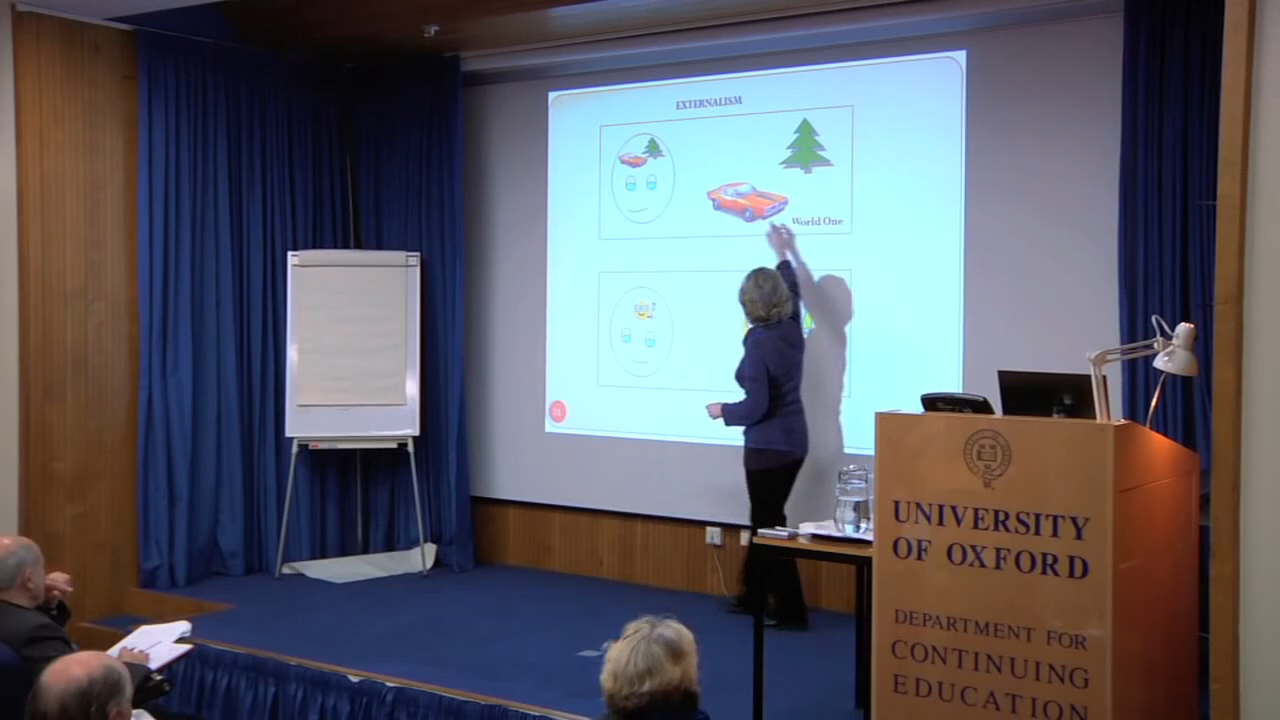 EXTERNALISM
World One
UNIVERSITY
OF OXFORD
DEPARTMENT FOR
CONTINUING
EDUCATION